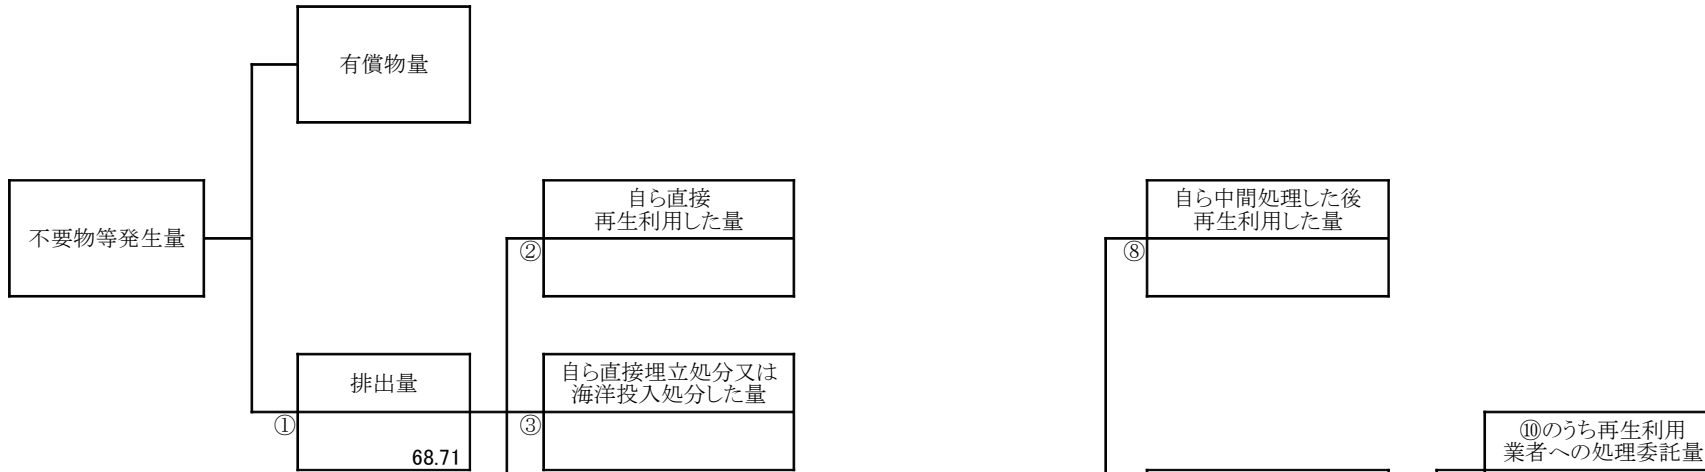 有償物量
不要物等発生量
自ら直接
再生利用した量
②
自ら中間処理した後
再生利用した量
⑧
排出量
①
68.71
自ら直接埋立処分又は
海洋投入処分した量
③
⑩のうち再生利用
業者への処理委託量